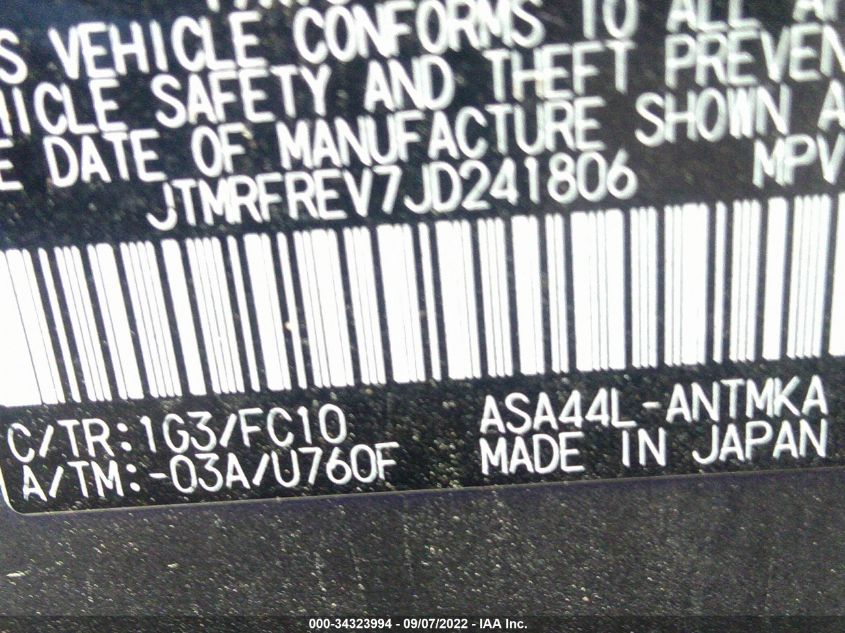 S VEHICLE CONFORMS TO ALL
VEHICLE SAFETY AND THEFT PREVEN
DATE OF MANUFACTURE SHOWN
JTMRFREV7JD241806 MPV
C/TR:1G3/FC10 ASA44L-ANTMKA
A/TM:-03A/U760F MADE IN JAPAN
000-34323994 - 09/07/2022 - IAA Inc.